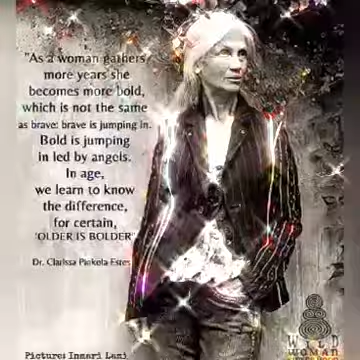 "As a woman gathers
more years she
becomes more bold,
which is not the same
as brave: brave is jumping in.
Bold is jumping
in led by angels.
In age,
we learn to know
the difference,
for certain,
'OLDER IS BOLDER'"
Dr. Clarissa Pinkola Estes
Picture: Inmari Lani
WILD
WOMAN